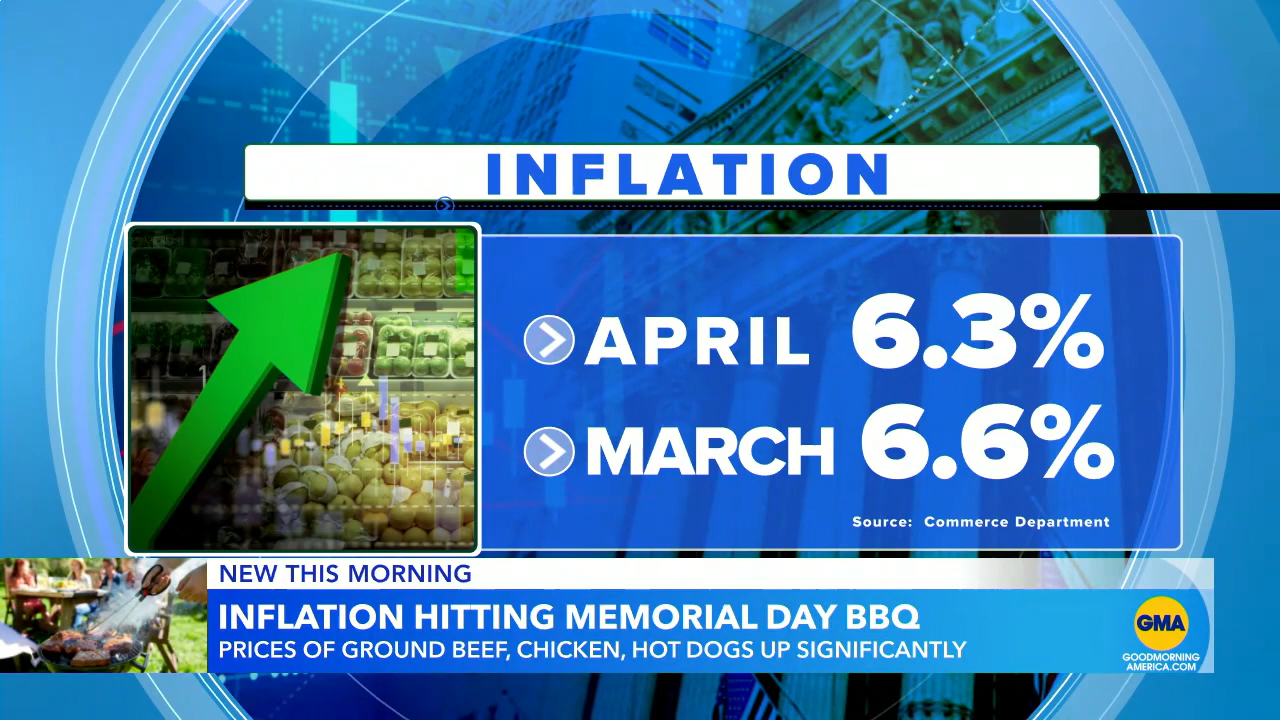 INFLATION
APRIL 6.3%
MARCH 6.6%
Source: Commerce Department
NEW THIS MORNING
INFLATION HITTING MEMORIAL DAY BBQ
PRICES OF GROUND BEEF, CHICKEN, HOT DOGS UP SIGNIFICANTLY
GMA
GOODMORNING
AMERICA.COM